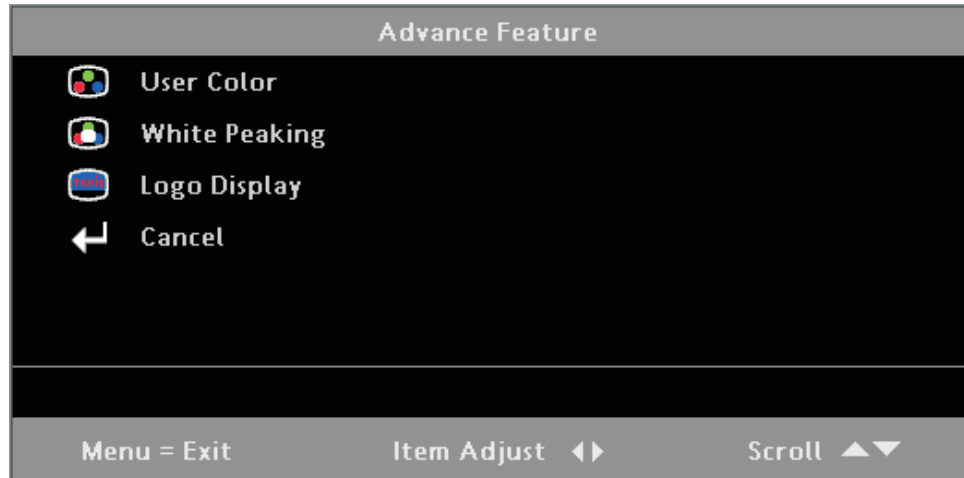 Advance Feature
User Color
White Peaking
Logo Display
Cancel
Menu = Exit Item Adjust Scroll